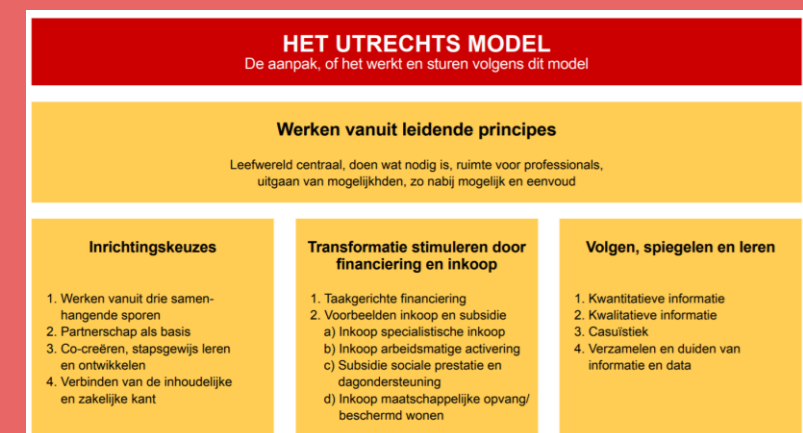 HET UTRECHTS MODEL
De aanpak, of het werkt en sturen volgens dit model
Werken vanuit leidende principes
Leefwereld centraal, doen wat nodig is, ruimte voor professionals,
uitgaan van mogelijkhden, zo nabij mogelijk en eenvoud
Inrichtingskeuzes
1. Werken vanuit drie samen-
hangende sporen
2. Partnerschap als basis
3. Co-creëren, stapsgewijs leren
en ontwikkelen
4. Verbinden van de inhoudelijke
en zakelijke kant
Transformatie stimuleren door
financiering en inkoop
1. Taakgerichte financiering
2. Voorbeelden inkoop en subsidie
a) Inkoop specialistische inkoop
b) Inkoop arbeidsmatige activering
c) Subsidie sociale prestatie en
dagondersteuning
d) Inkoop maatschappelijke opvang/
beschermd wonen
Volgen, spiegelen en leren
1. Kwantitatieve informatie
2. Kwalitatieve informatie
3. Casuïstiek
4. Verzamelen en duiden van
informatie en data